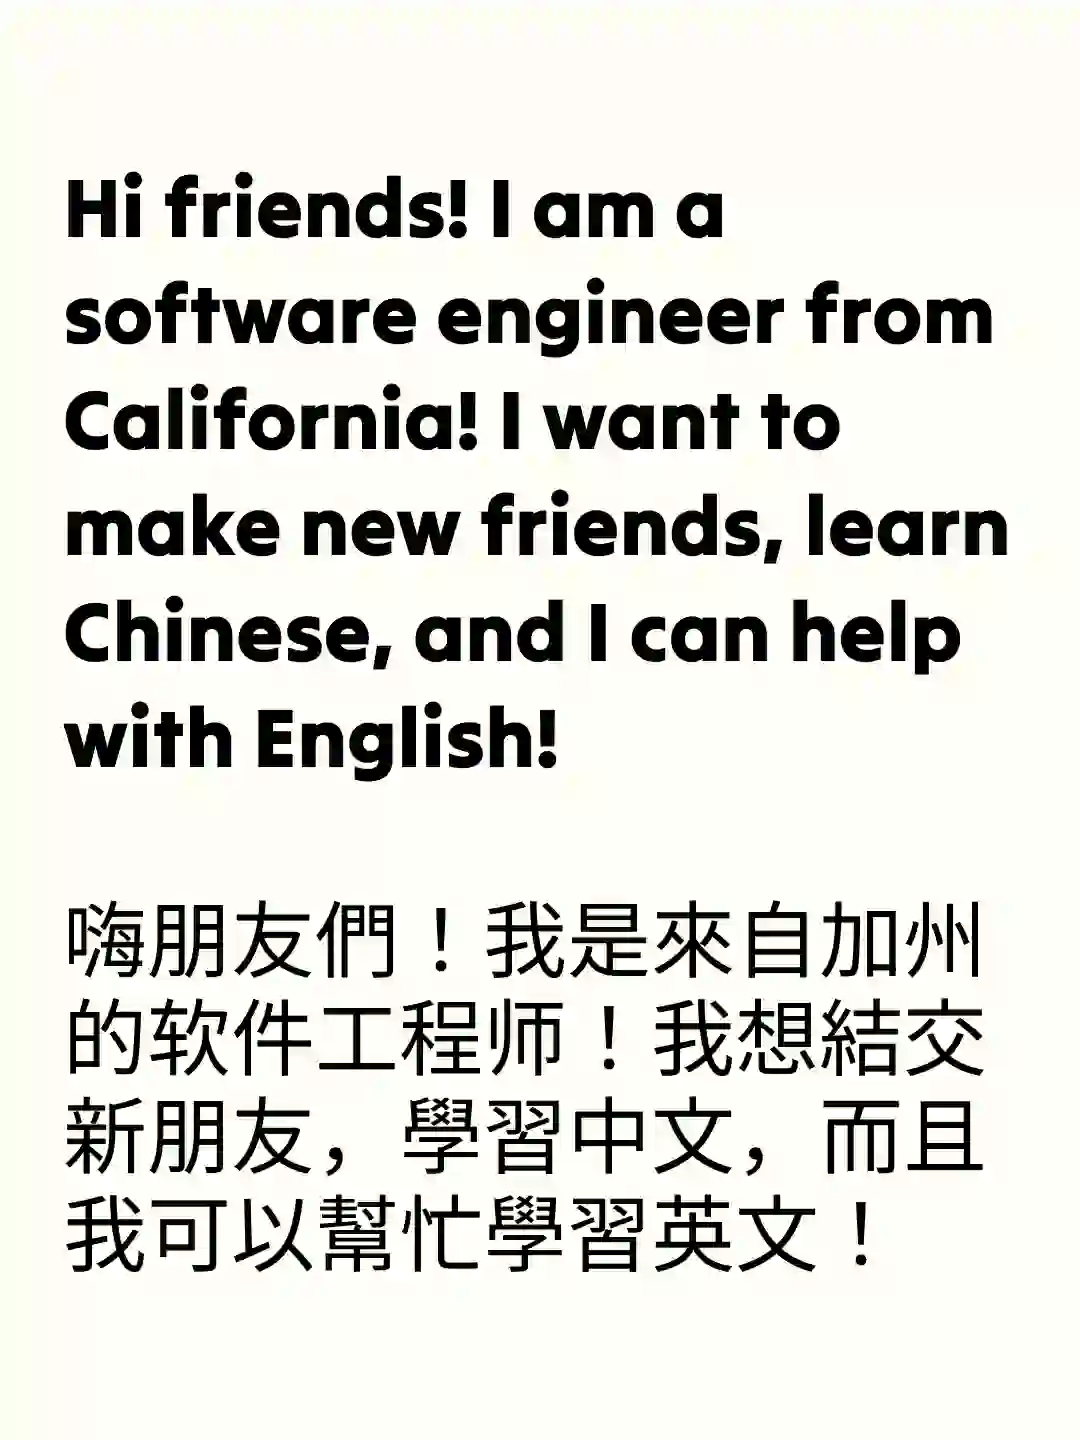 Hi friends! I am a
software engineer from
California! I want to
make new friends, learn
Chinese, and I can help
with English!
嗨朋友們！我是來自加州
的软件工程师！我想結交
新朋友，學習中文，而且
我可以幫忙學習英文！